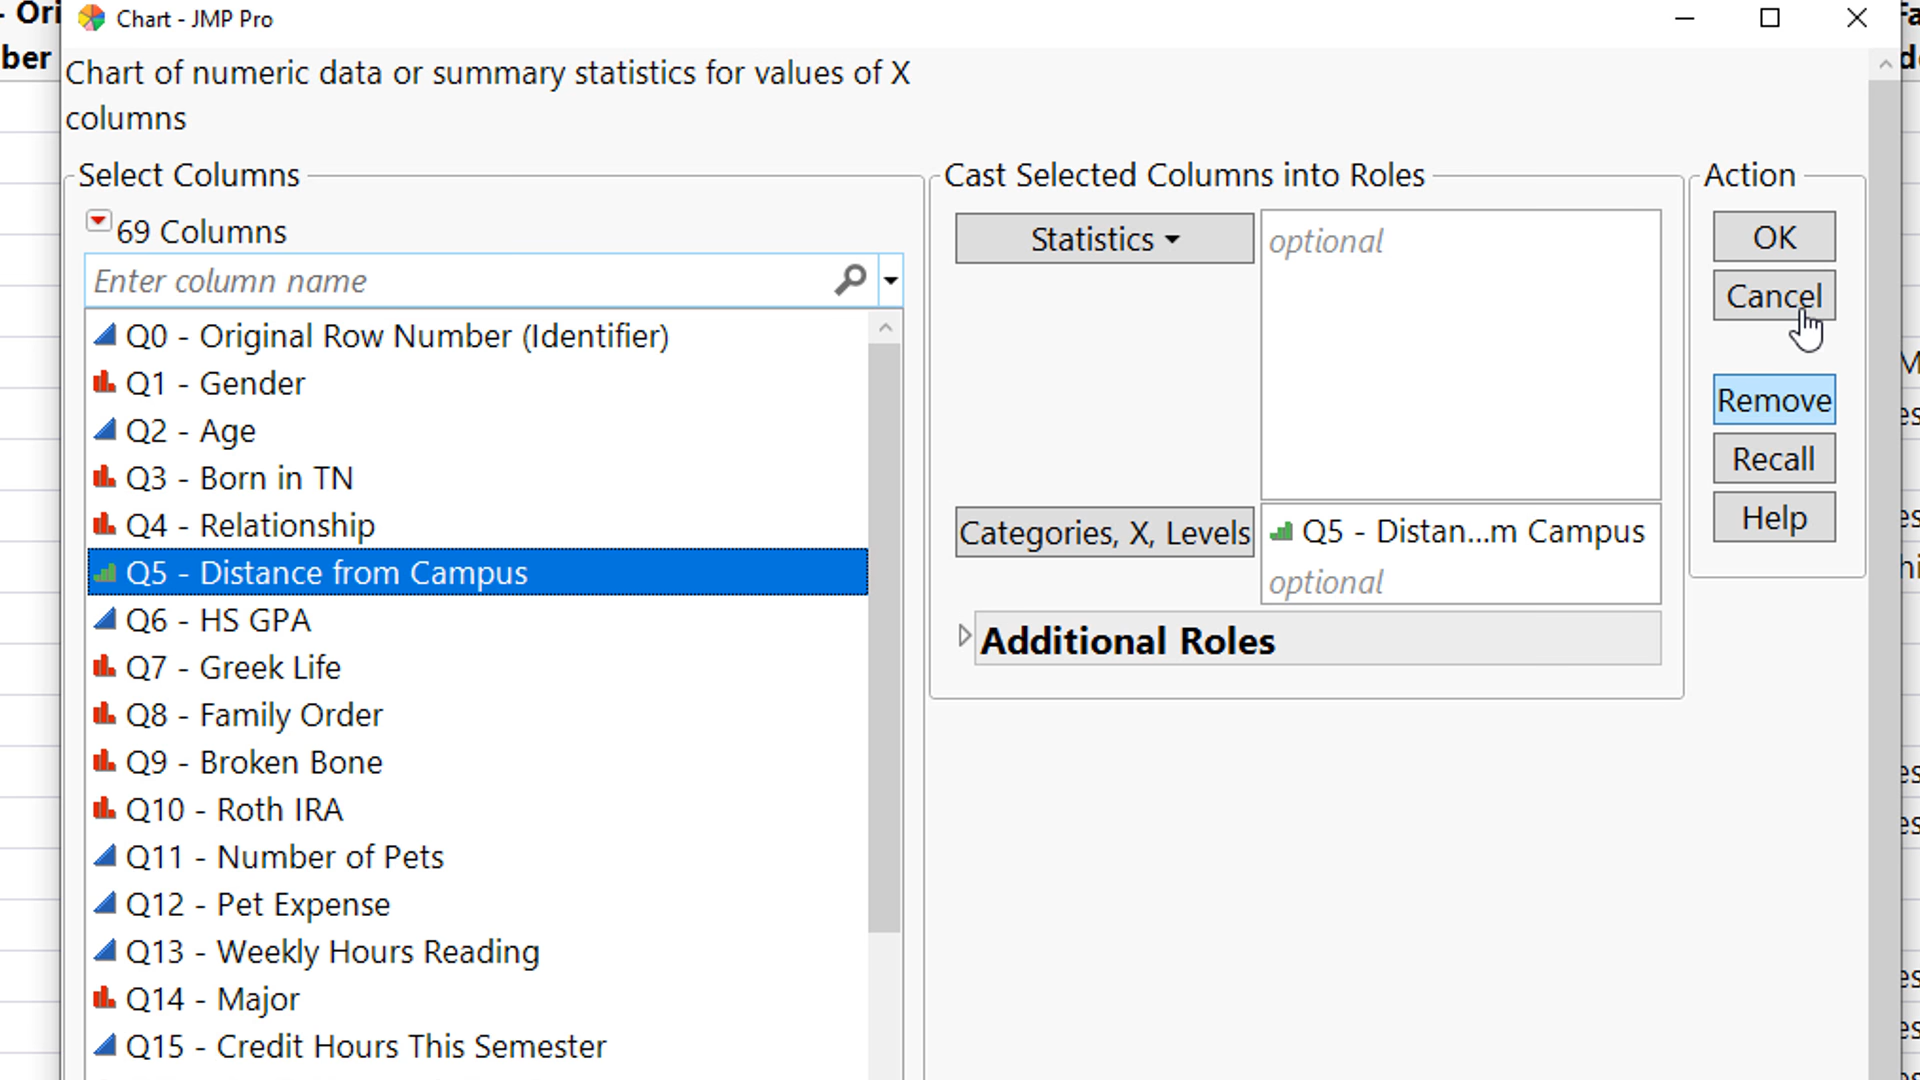 - Ori
ber
Chart - JMP Pro
Chart of numeric data or summary statistics for values of X
columns
Select Columns
69 Columns
Enter column name
Q0 - Original Row Number (Identifier)
Q1 - Gender
Q2 - Age
Q3 - Born in TN
Q4 - Relationship
Q5 - Distance from Campus
Q6 - HS GPA
Q7 - Greek Life
Q8 - Family Order
Q9 - Broken Bone
Q10 - Roth IRA
Q11 - Number of Pets
Q12 - Pet Expense
Q13 - Weekly Hours Reading
Q14 - Major
Q15 - Credit Hours This Semester
Cast Selected Columns into Roles
Statistics
optional
Categories, X, Levels
Q5 - Distan...m Campus
optional
Additional Roles
Action
OK
Cancel
Remove
Recall
Help